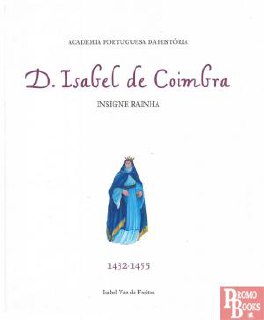 ACADEMIA PORTUGUESA DA HISTÓRIA
D. Isabel de Coimbra
INSIGNE RAINHA
1432-1455
Isabel Vaz de Freitas
PROMO
BOOKS